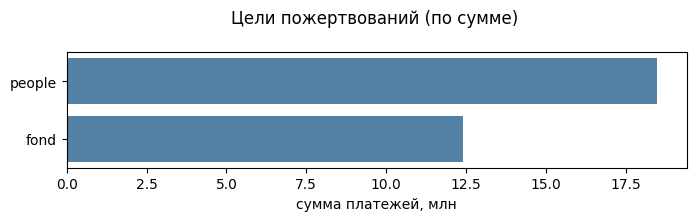 Цели пожертвований (по сумме)
people
fond
0.0 2.5 5.0 7.5 10.0 12.5 15.0 17.5
сумма платежей, млн